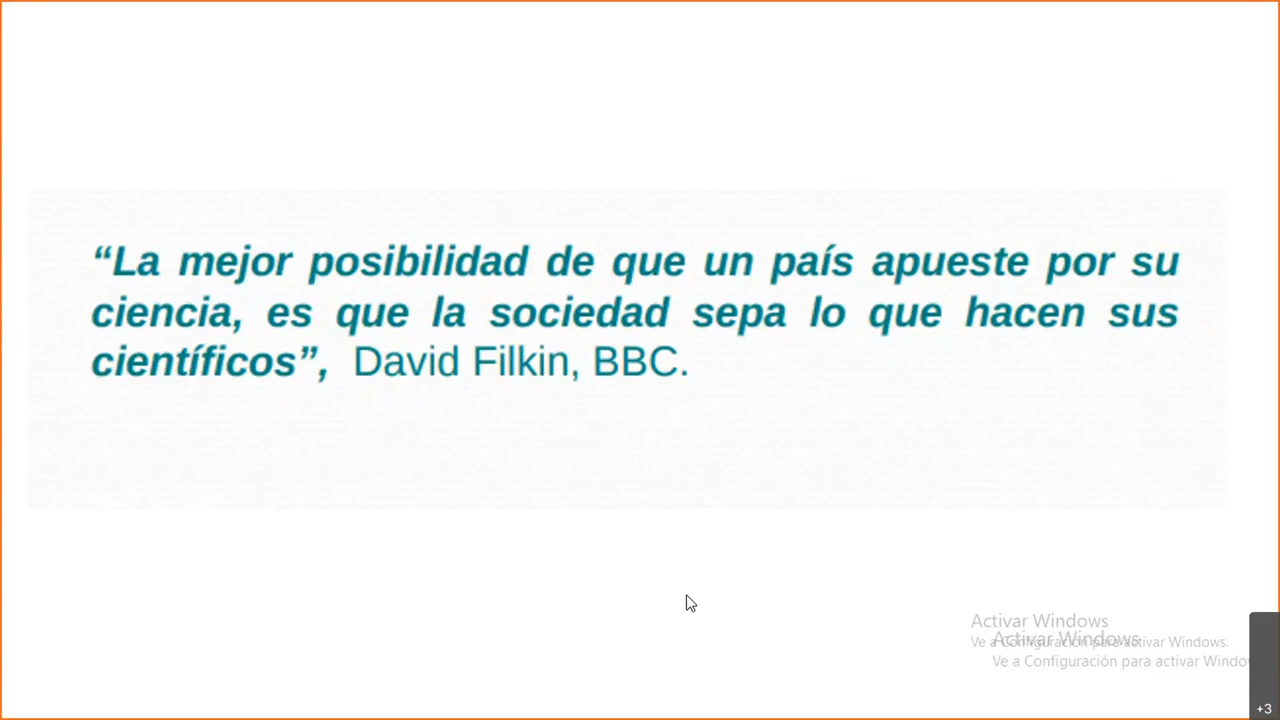 “La mejor posibilidad de que un país apueste por su
ciencia, es que la sociedad sepa lo que hacen sus
científicos”, David Filkin, BBC.
Activar Windows
Ve a Configuración para activar Windows.
Activar Windows
Ve a Configuración para activar
+3